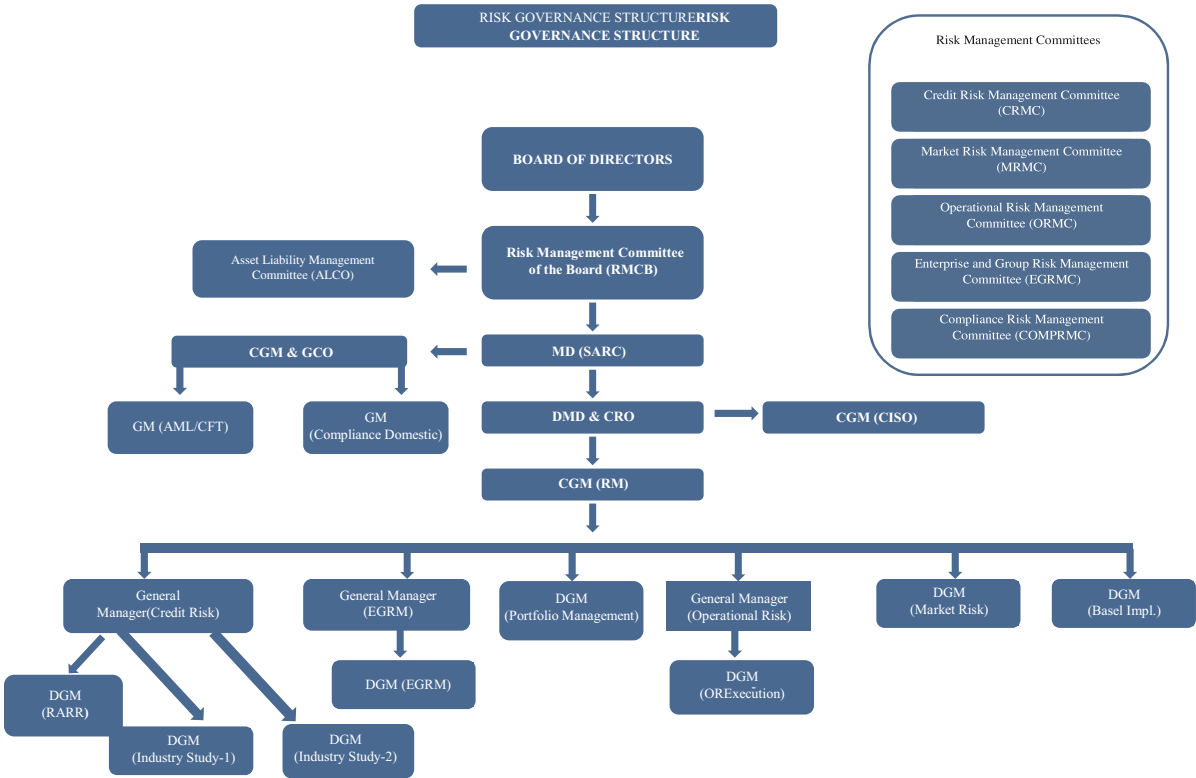 RISK GOVERNANCE STRUCTURERISK
GOVERNANCE STRUCTURE
Risk Management Committees
Credit Risk Management Committee
(CRMC)
Market Risk Management Committee
(MRMC)
Operational Risk Management
Committee (ORMC)
Enterprise and Group Risk Management
Committee (EGRMC)
Compliance Risk Management
Committee (COMPRMC)
BOARD OF DIRECTORS
Risk Management Committee
of the Board (RMCB)
Asset Liability Management
Committee (ALCO)
MD (SARC)
CGM & GCO
GM (AML/CFT)
GM
(Compliance Domestic)
DMD & CRO
CGM (CISO)
CGM (RM)
General
Manager(Credit Risk)
General Manager
(EGRM)
DGM
(Portfolio Management)
General Manager
(Operational Risk)
DGM
(Market Risk)
DGM
(Basel Impl.)
DGM
(RARR)
DGM
(Industry Study-1)
DGM
(Industry Study-2)
DGM (EGRM)
DGM
(ORExecution)